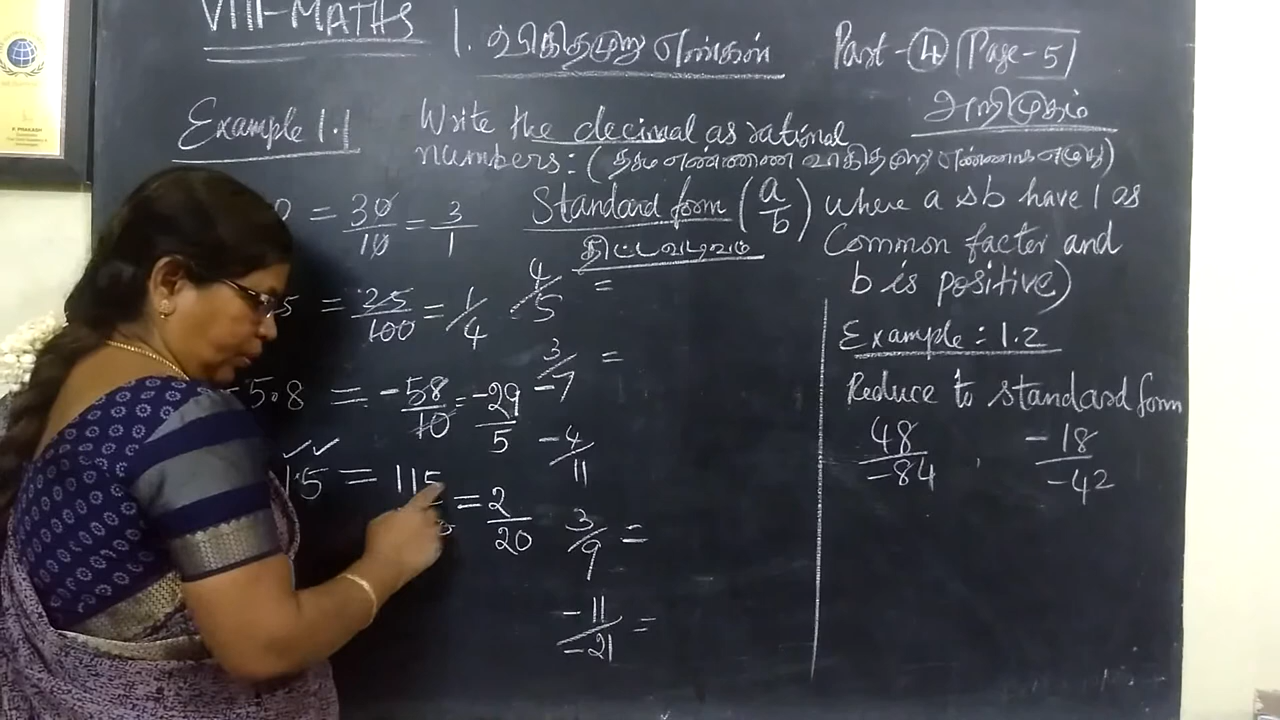 VIII-MATHS
1. விகிதமுறு எண்கள்
Part-4 Page-5
அறிமுகம்
Example 1.1
Write the decimal as rational
numbers: (தசம எண்ணை விகிதமுறு எண்ணாக எழுது)
0 = 30/10 = 3/1
5 = 25/100 = 1/4
-5.8 = -58/10 = -29/5
1.5 = 115 = 2/20
Standard form (a/b) where a & b have 1 as
Common factor and
b is positive)
திட்டவடிவம்
4/5 =
3/-7 =
-4/11
3/9 =
-11/-21 =
Example: 1.2
Reduce to standard form
48/-84 , -18/-42